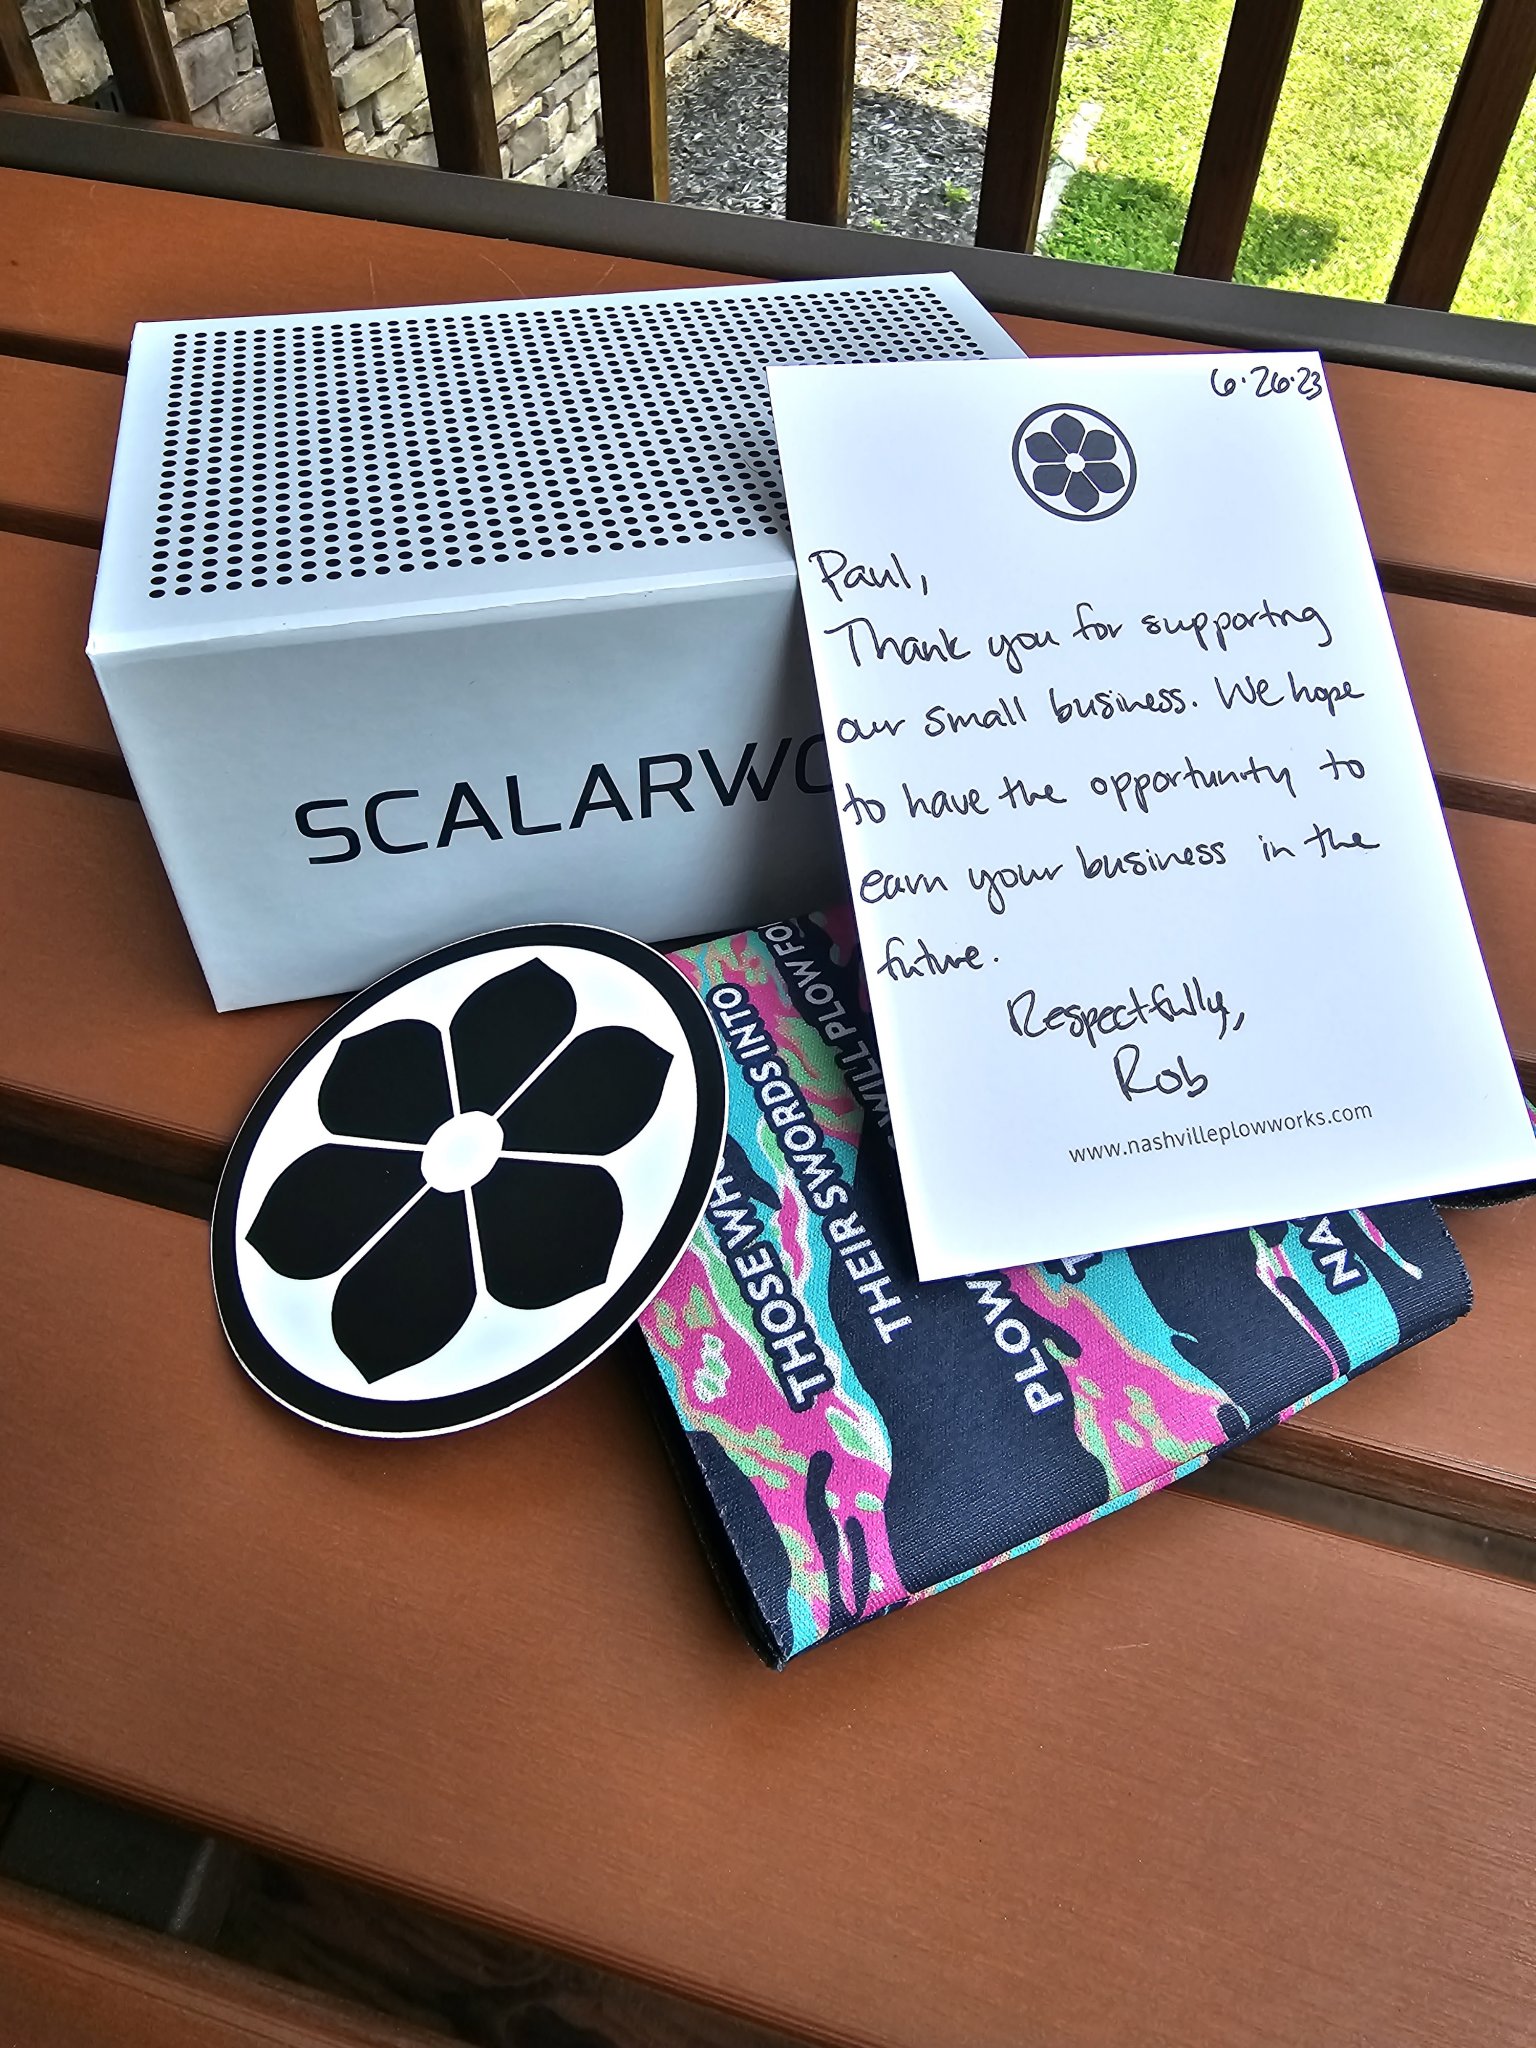 SCALARWO
6.26.23
Paul,
Thank you for supporting
our small business. We hope
to have the opportunity to
earn your business in the
future.
Respectfully,
Rob
www.nashvilleplowworks.com
THOSE WH
THEIR SWORDS INTO
PLOW
WILL PLOW FO
NA